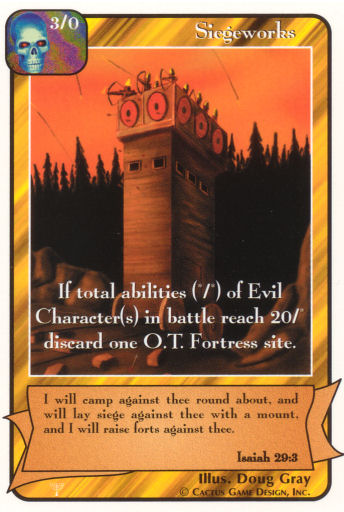 3/0
Siegeworks
If total abilities (*/*) of Evil
Character(s) in battle reach 20/*
discard one O.T. Fortress site.
I will camp against thee round about, and
will lay siege against thee with a mount,
and I will raise forts against thee.
Isaiah 29:3
Illus. Doug Gray
© Cactus Game Design, Inc.